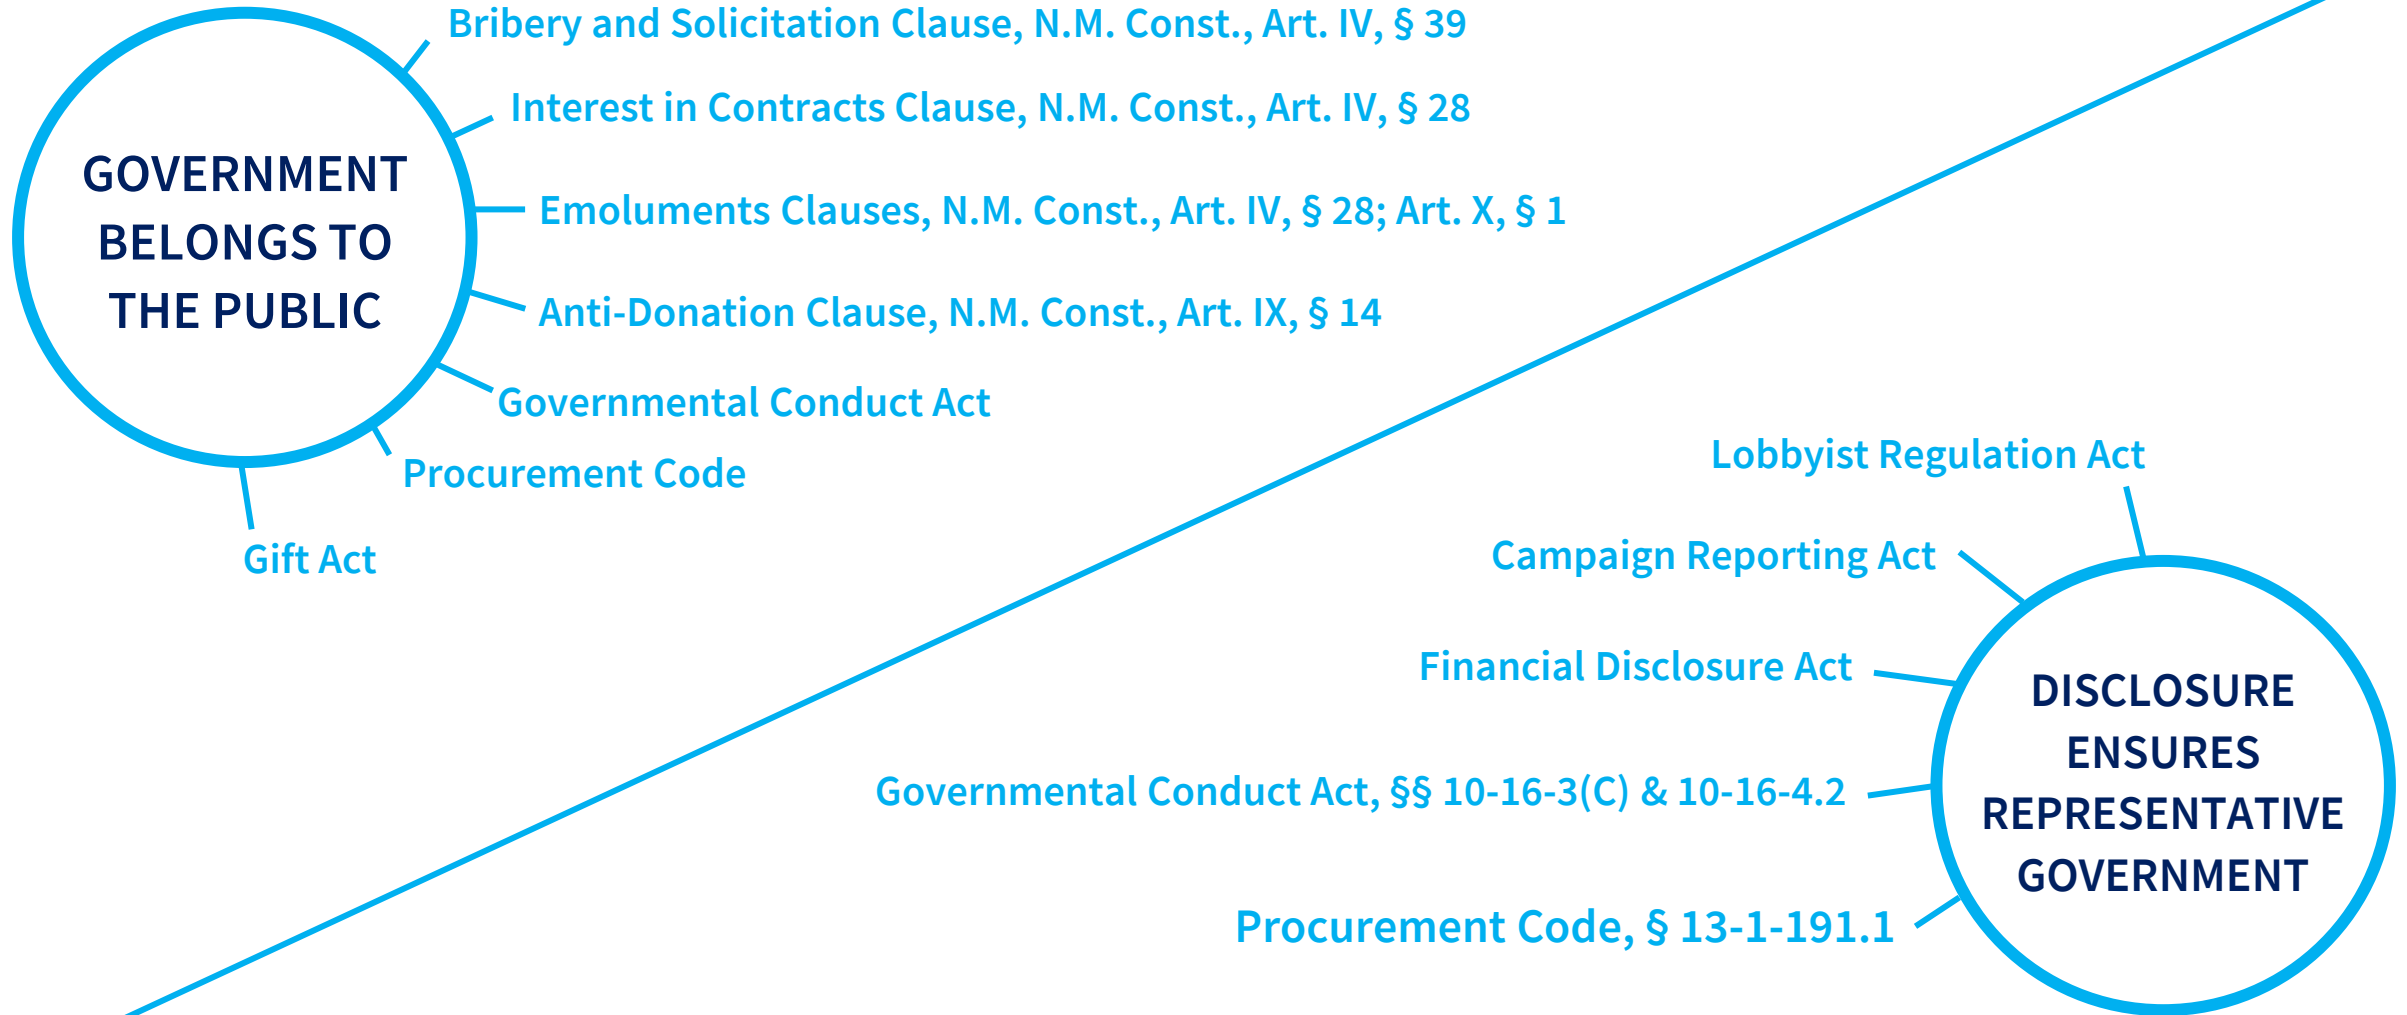 Bribery and Solicitation Clause, N.M. Const., Art. IV, § 39
Interest in Contracts Clause, N.M. Const., Art. IV, § 28
GOVERNMENT
BELONGS TO
THE PUBLIC
Emoluments Clauses, N.M. Const., Art. IV, § 28; Art. X, § 1
Anti-Donation Clause, N.M. Const., Art. IX, § 14
Governmental Conduct Act
Procurement Code
Gift Act
Lobbyist Regulation Act
Campaign Reporting Act
Financial Disclosure Act
DISCLOSURE
ENSURES
REPRESENTATIVE
GOVERNMENT
Governmental Conduct Act, §§ 10-16-3(C) & 10-16-4.2
Procurement Code, § 13-1-191.1